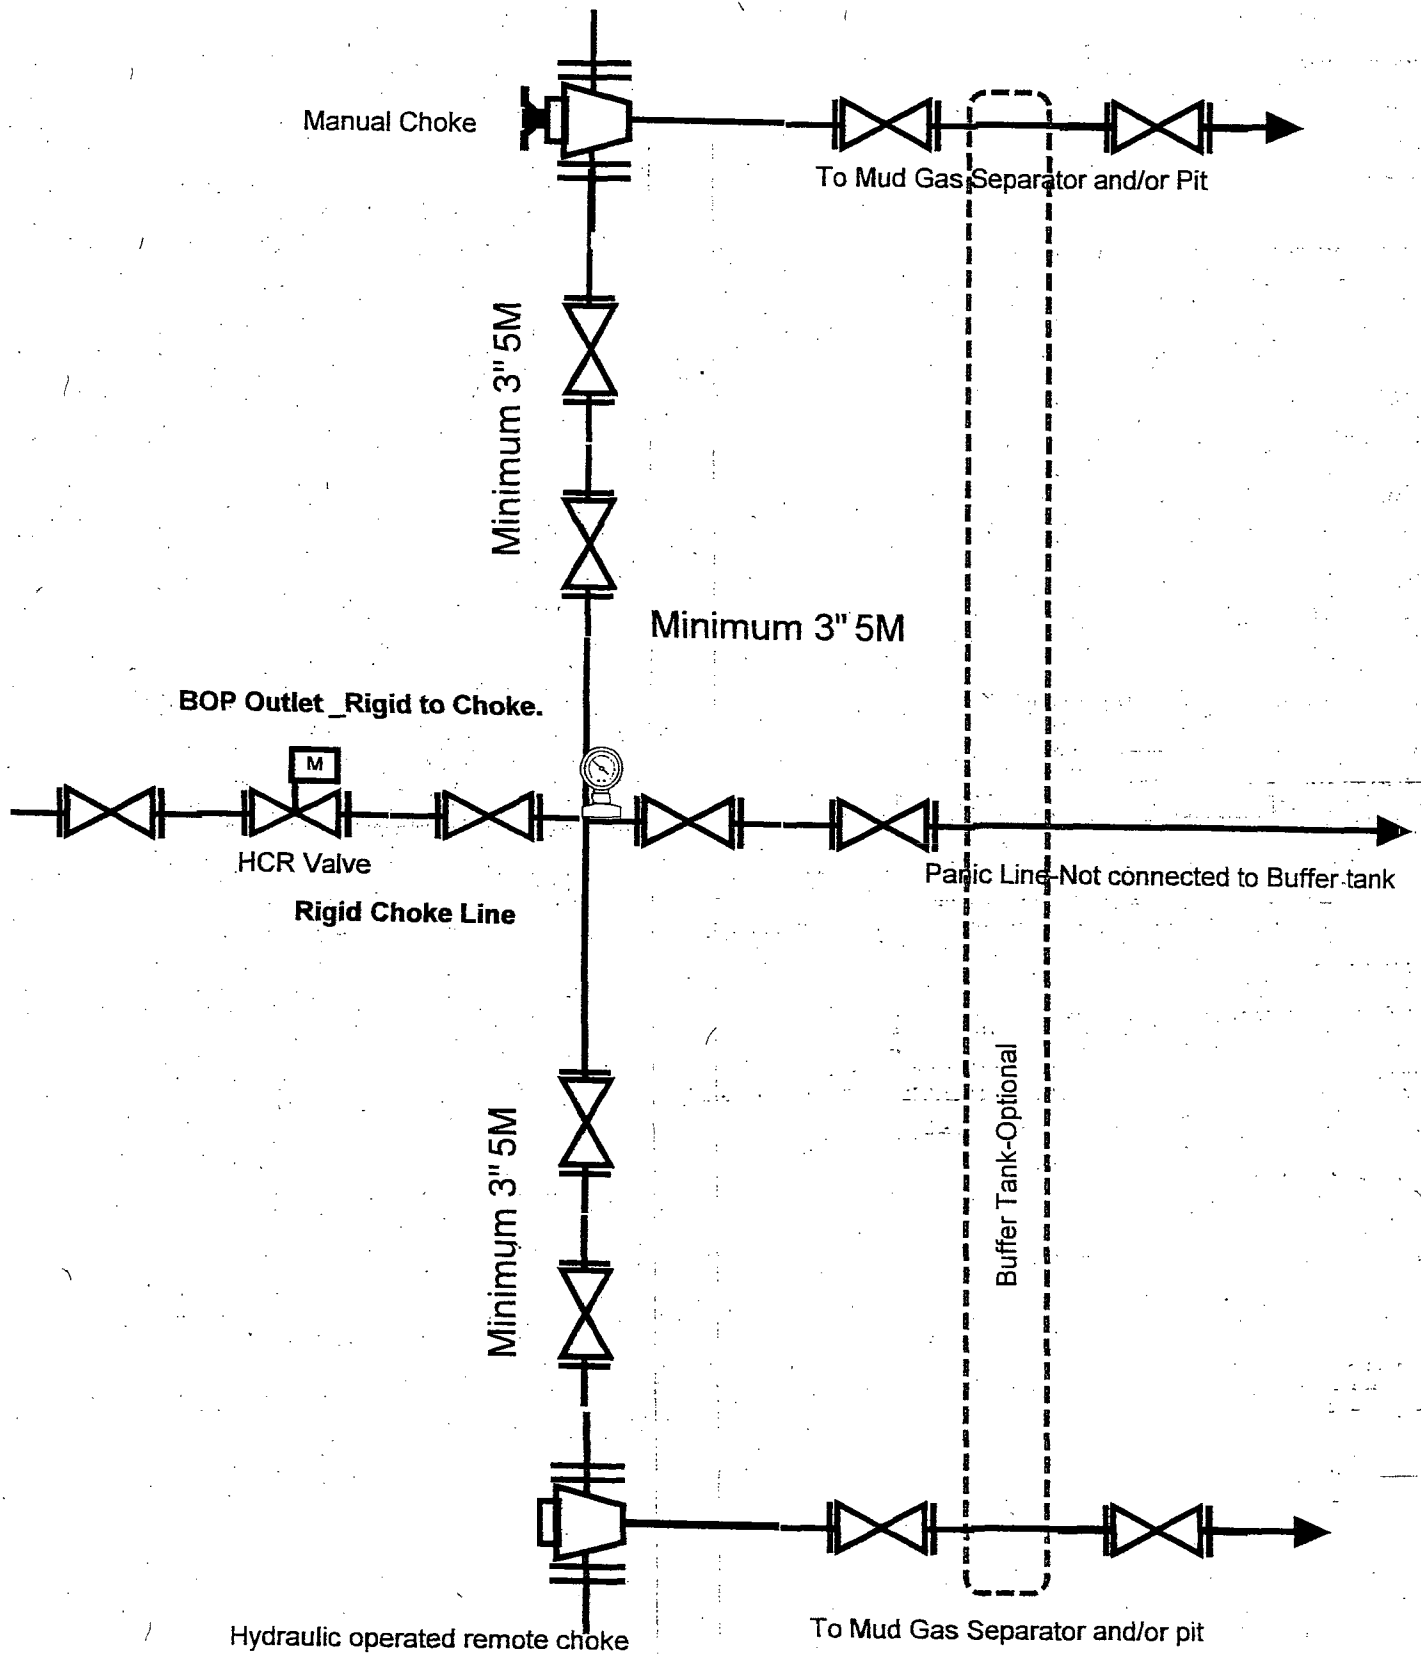 Manual Choke
To Mud Gas Separator and/or Pit
Minimum 3" 5M
Minimum 3" 5M
BOP Outlet _Rigid to Choke.
M
HCR Valve
Panic Line-Not connected to Buffer tank
Rigid Choke Line
Buffer Tank-Optional
Minimum 3" 5M
To Mud Gas Separator and/or pit
Hydraulic operated remote choke